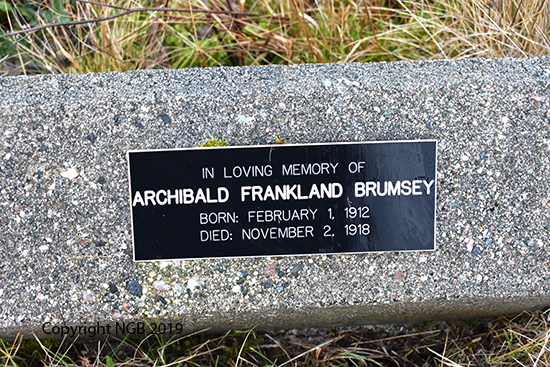 IN LOVING MEMORY OF
ARCHIBALD FRANKLAND BRUMSEY
BORN: FEBRUARY 1, 1912
DIED: NOVEMBER 2, 1918
Copyright NGB 2019